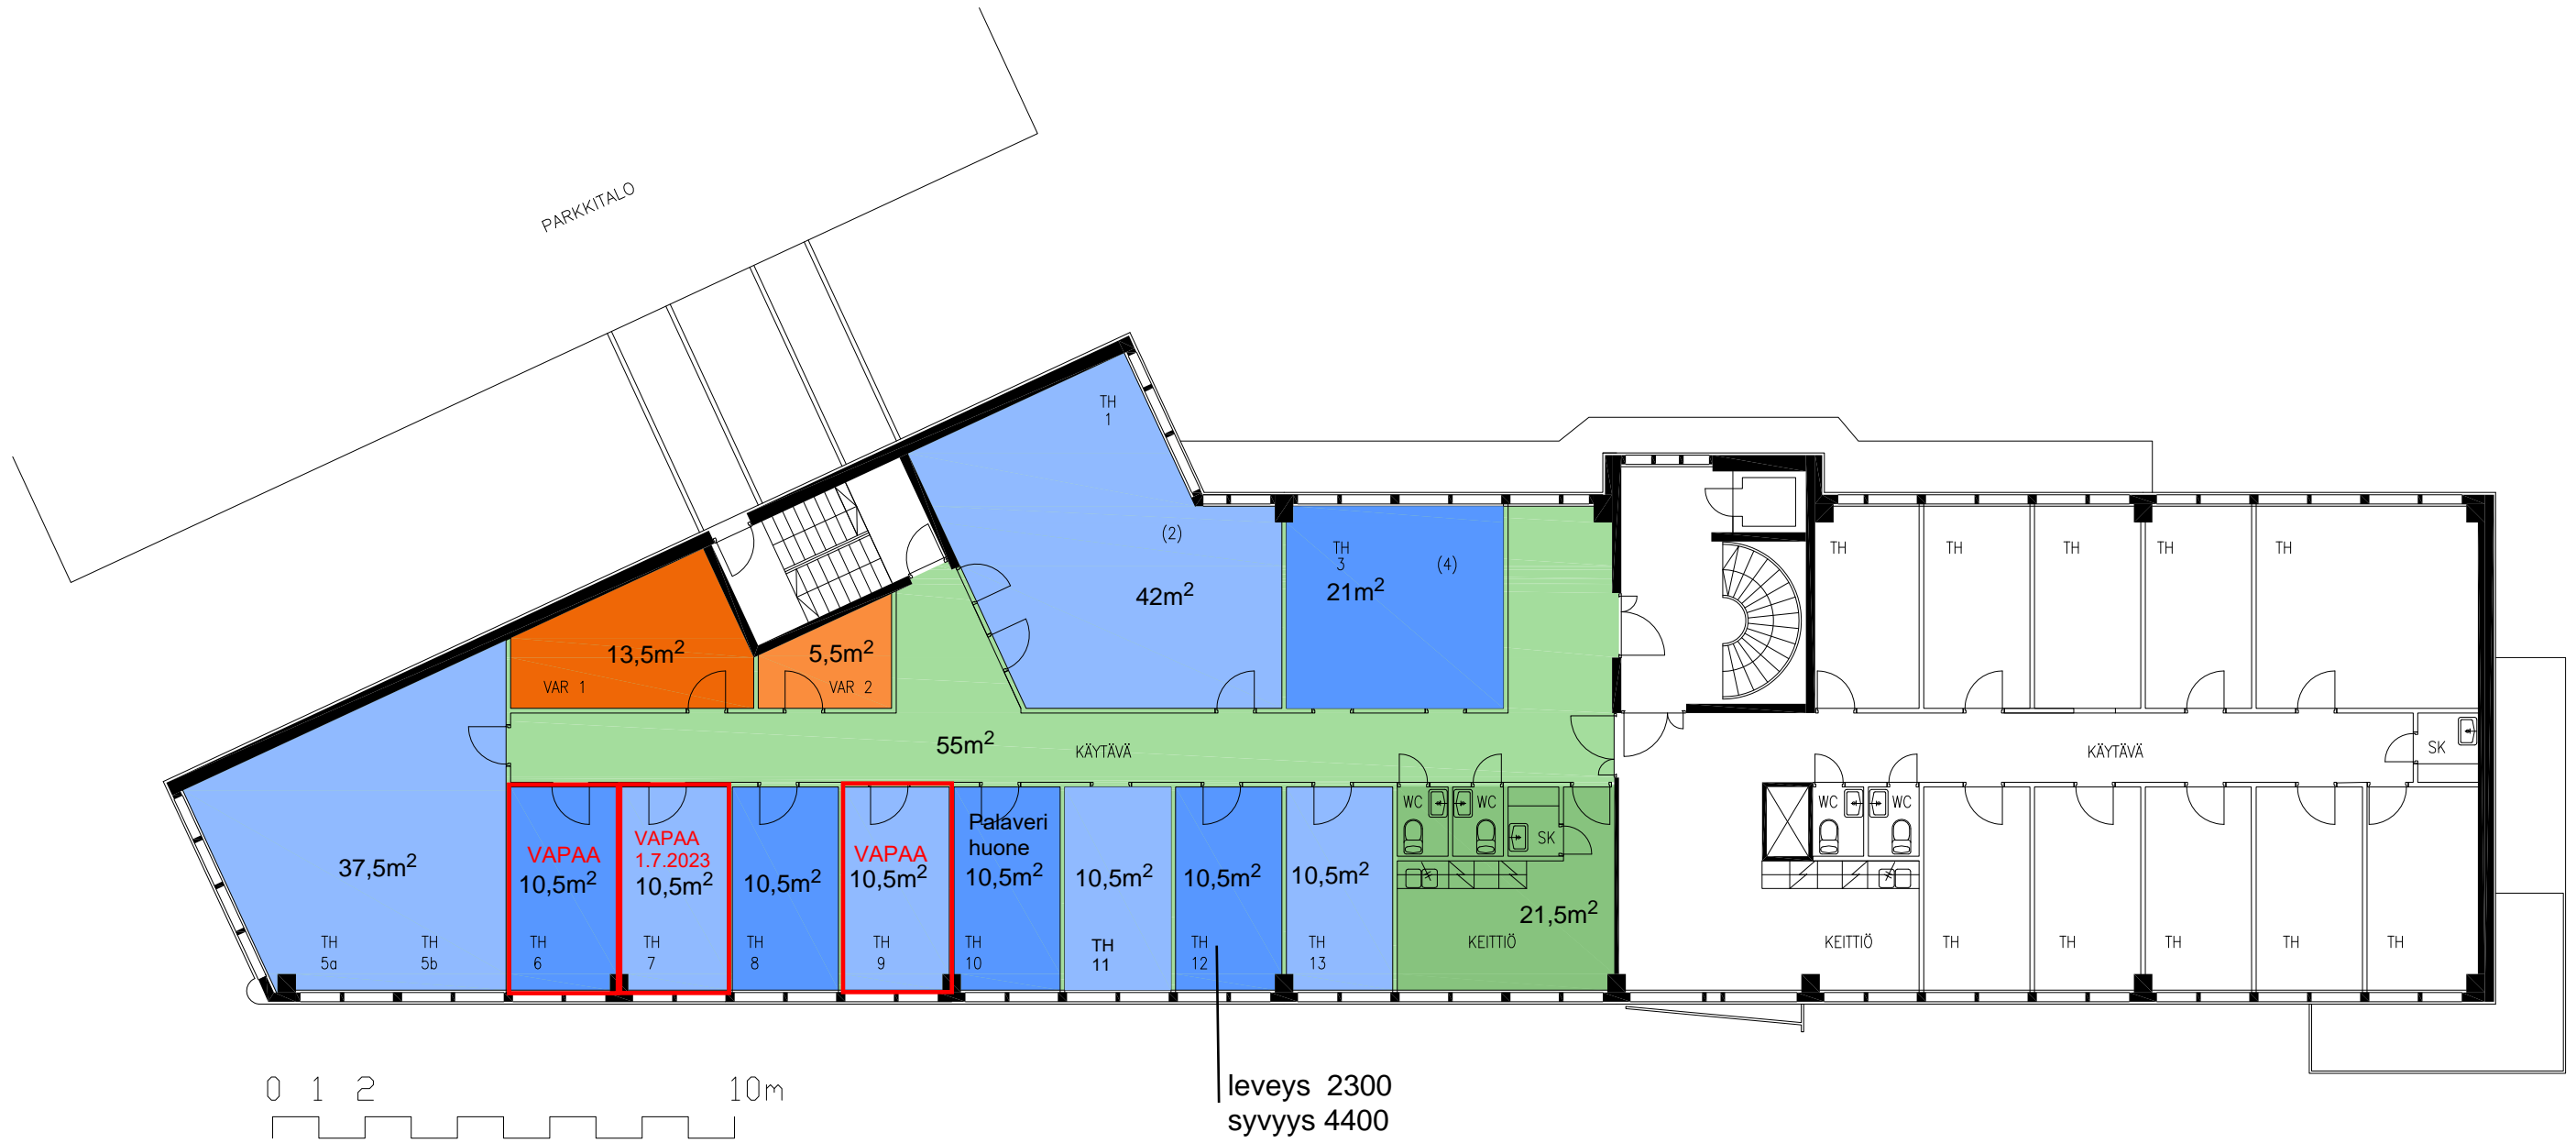 PARKKITALO
TH
1
(2)
42m²
TH
3
(4)
21m²
TH
TH
TH
TH
TH
13,5m²
VAR 1
5,5m²
VAR 2
55m²
KÄYTÄVÄ
KÄYTÄVÄ
SK
37,5m²
TH
5a
TH
5b
VAPAA
10,5m²
TH
6
VAPAA
1.7.2023
10,5m²
TH
7
10,5m²
TH
8
VAPAA
10,5m²
TH
9
Palaveri
huone
10,5m²
TH
10
10,5m²
TH
11
10,5m²
TH
12
10,5m²
TH
13
WC
WC
SK
21,5m²
KEITTIÖ
WC
WC
KEITTIÖ
TH
TH
TH
TH
TH
0 1 2 10m
leveys 2300
syvyys 4400